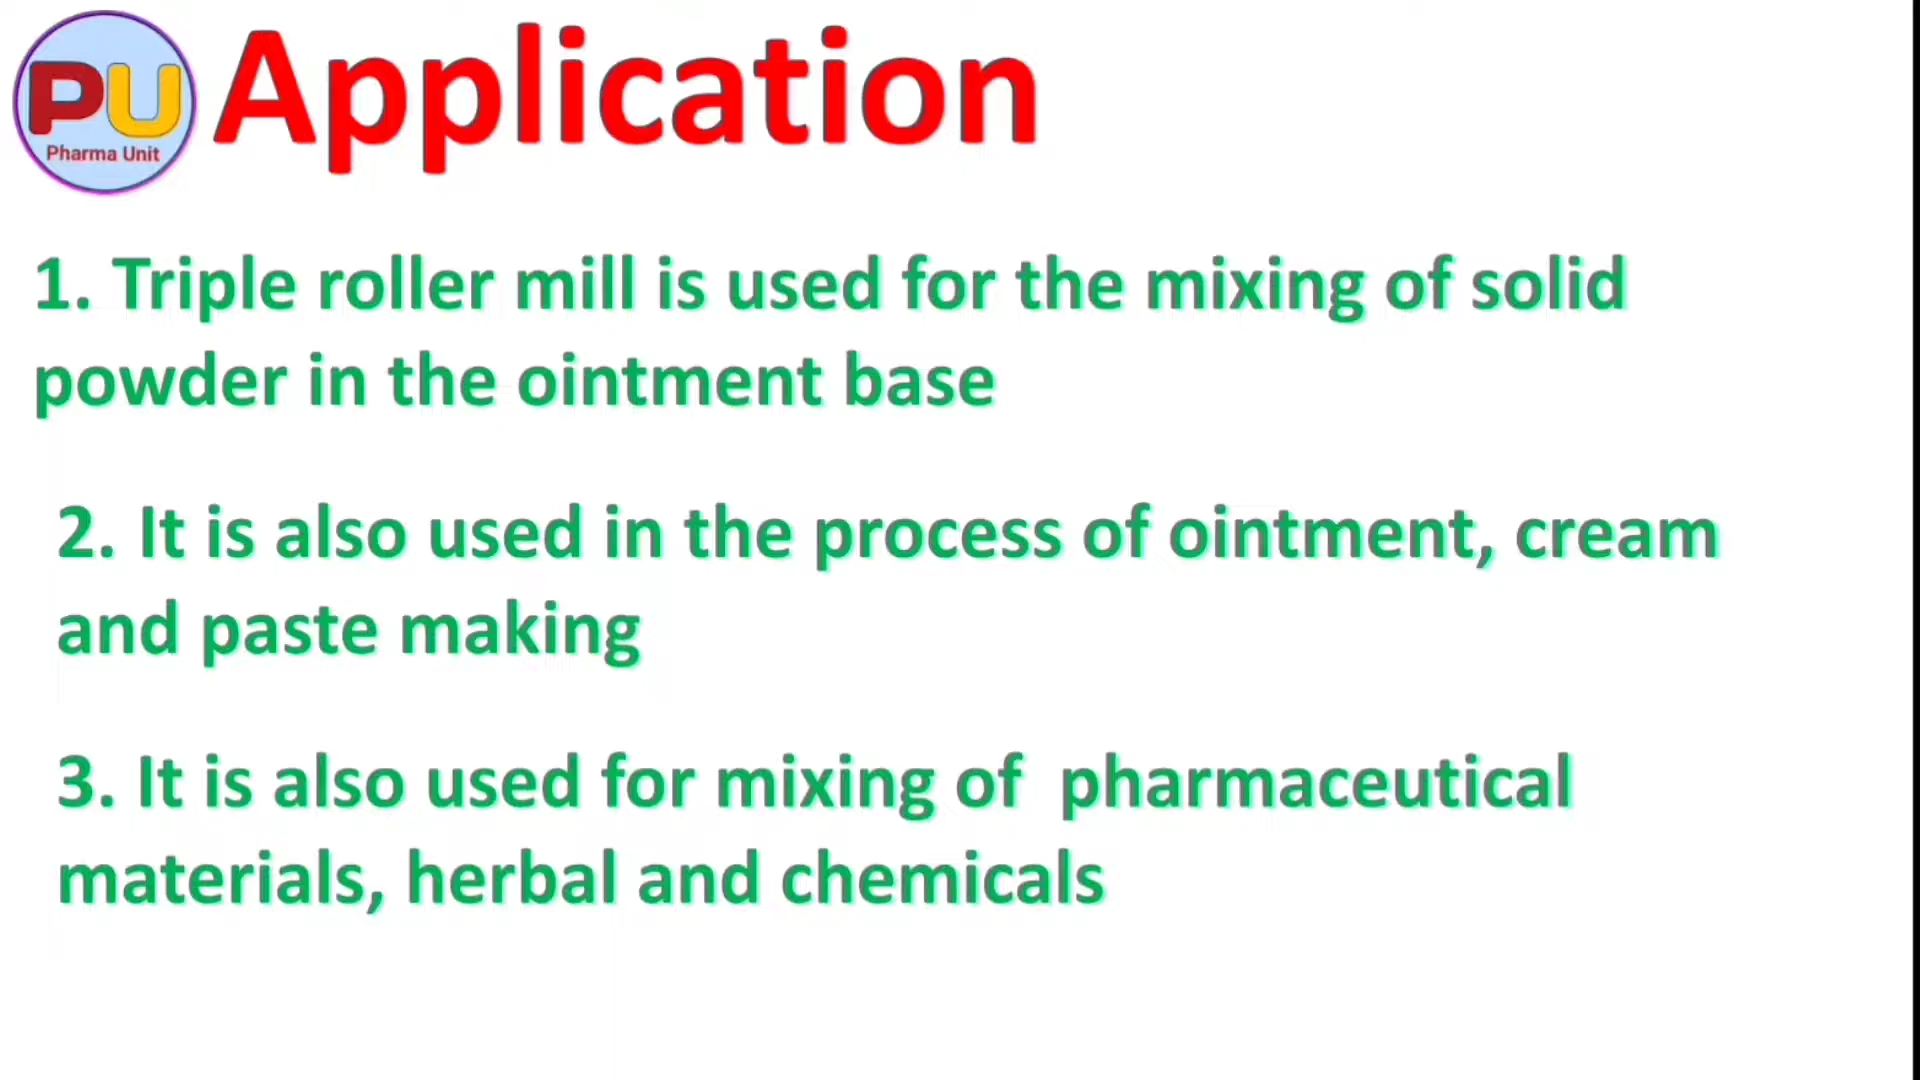 PU
Pharma Unit
Application
1. Triple roller mill is used for the mixing of solid
powder in the ointment base
2. It is also used in the process of ointment, cream
and paste making
3. It is also used for mixing of  pharmaceutical
materials, herbal and chemicals